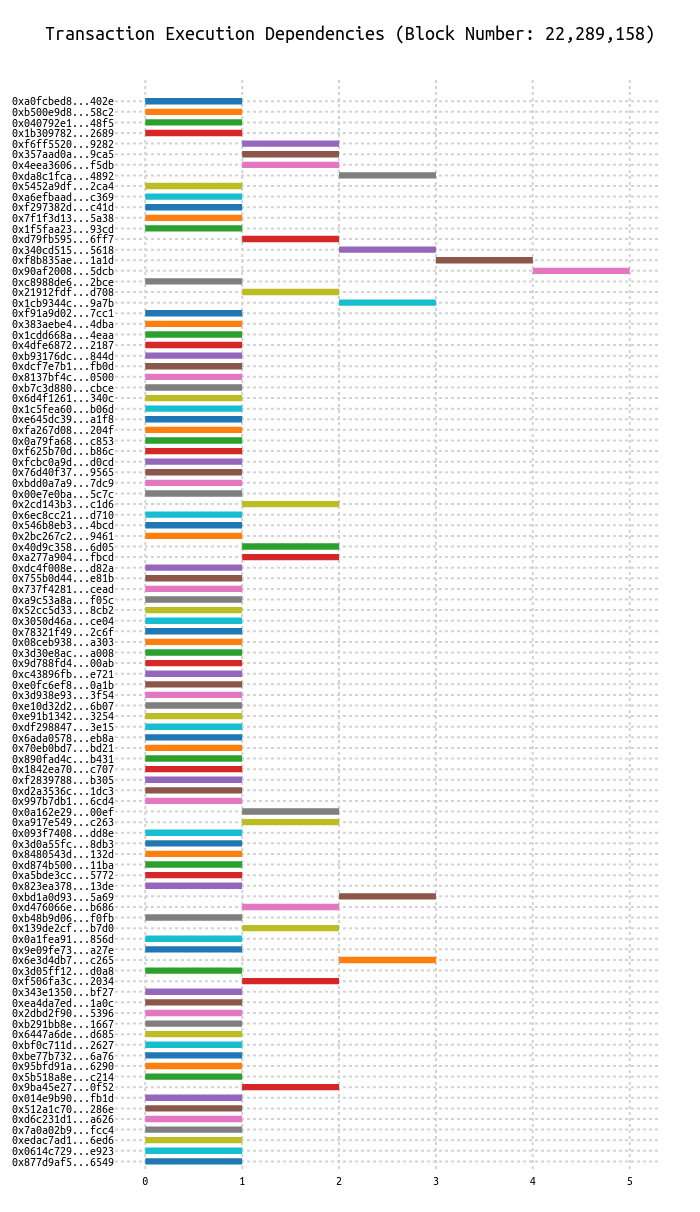 Transaction Execution Dependencies (Block Number: 22,289,158)
0xa0fcbed8...402e
0xb500e9d8...58c2
0x040792e1...48f5
0x1b309782...2689
0xf6ff5520...9282
0x357aad0a...9ca5
0x4eea3606...f5db
0xda8c1fca...4892
0x5452a9df...2ca4
0xa6efbaad...c369
0xf297382d...c41d
0x7f1f3d13...5a38
0x1f5faa23...93cd
0xd79fb595...6ff7
0x340cd515...5618
0xf8b835ae...1a1d
0x90af2008...5dcb
0xc8988de6...2bce
0x21912fdf...d708
0x1cb9344c...9a7b
0xf91a9d02...7cc1
0x383aebe4...4dba
0x1cdd668a...4eaa
0x4dfe6872...2187
0xb93176dc...844d
0xdcf7e7b1...fb0d
0x8137bf4c...0500
0xb7c3d880...cbce
0x6d4f1261...340c
0x1c5fea60...b06d
0xe645dc39...a1f8
0xfa267d08...204f
0x0a79fa68...c853
0xf625b70d...b86c
0xfcbc0a9d...d0cd
0x76d40f37...9565
0xbdd0a7a9...7dc9
0x00e7e0ba...5c7c
0x2cd143b3...c1d6
0x6ec8cc21...d710
0x546b8eb3...4bcd
0x2bc267c2...9461
0x40d9c358...6d05
0xa277a904...fbcd
0xdc4f008e...d82a
0x755b0d44...e81b
0x737f4281...cead
0xa9c53a8a...f05c
0x52cc5d33...8cb2
0x3050d46a...ce04
0x78321f49...2c6f
0x08ceb938...a303
0x3d30e8ac...a008
0x9d788fd4...00ab
0xc43896fb...e721
0xe0fc6ef8...0a1b
0x3d938e93...3f54
0xe10d32d2...6b07
0xe91b1342...3254
0xdf298847...3e15
0x6ada0578...eb8a
0x70eb0bd7...bd21
0x890fad4c...b431
0x1842ea70...c707
0xf2839788...b305
0xd2a3536c...1dc3
0x997b7db1...6cd4
0x0a162e29...00ef
0xa917e549...c263
0x093f7408...dd8e
0x3d0a55fc...8db3
0x8480543d...132d
0xd874b500...11ba
0xa5bde3cc...5772
0x823ea378...13de
0xbd1a0d93...5a69
0xd476066e...b686
0xb48b9d06...f0fb
0x139de2cf...b7d0
0x0a1fea91...856d
0x9e09fe73...a27e
0x6e3d4db7...c265
0x3d05ff12...d0a8
0xf506fa3c...2034
0x343e1350...bf27
0xea4da7ed...1a0c
0x2dbd2f90...5396
0xb291bb8e...1667
0x6447a6de...d685
0xbf0c711d...2627
0xbe77b732...6a76
0x95bfd91a...6290
0x5b518a8e...c214
0x9ba45e27...0f52
0x014e9b90...fb1d
0x512a1c70...286e
0xd6c231d1...a626
0x7a0a02b9...fcc4
0xedac7ad1...6ed6
0x0614c729...e923
0x877d9af5...6549
0 1 2 3 4 5